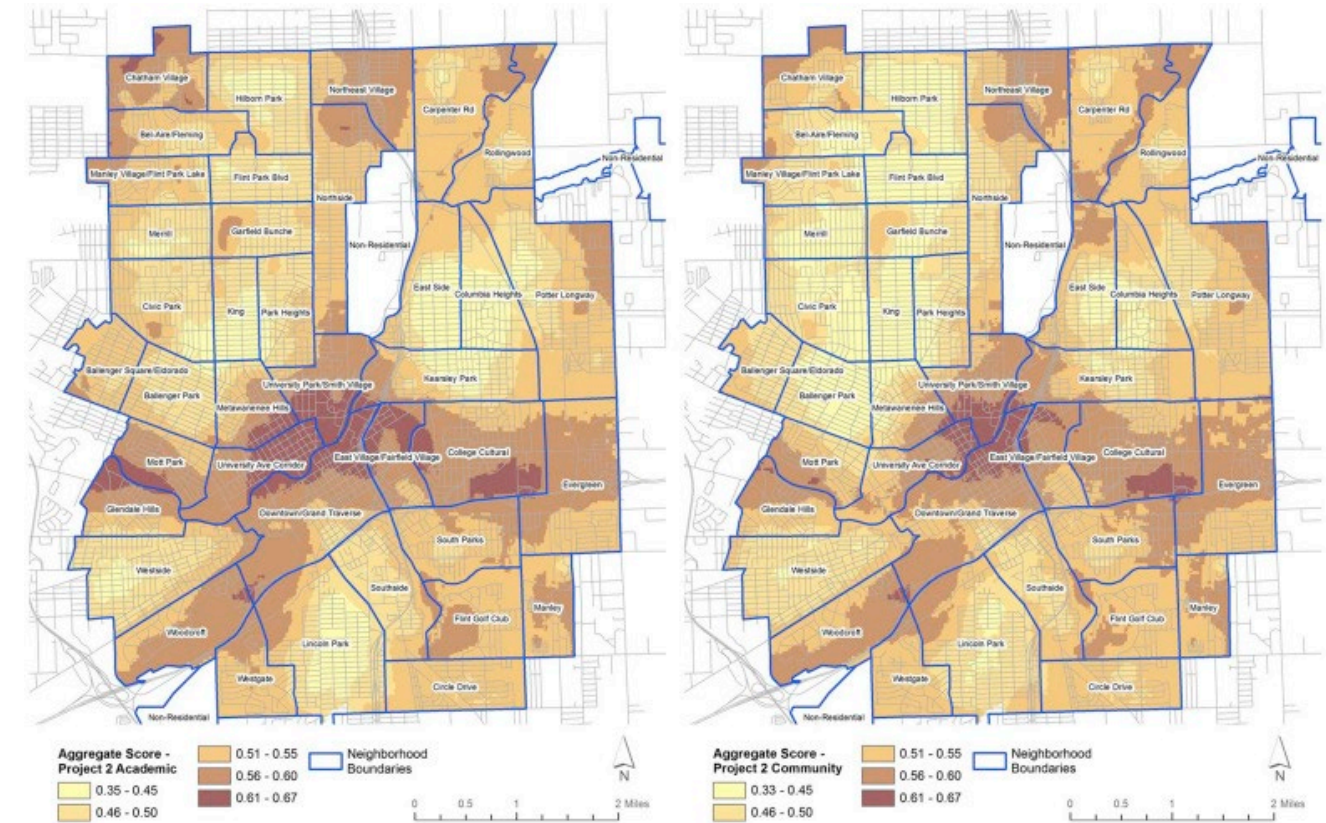 Chatham Village
Hilborn Park
Northeast Village
Carpenter Rd
Bel-Aire/Fleming
Rollingwood
Non-Residential
Manley Village/Flint Park Lake
Flint Park Blvd
Northside
Merrill
Garfield Bunche
Non-Residential
East Side
Columbia Heights
Potter Longway
Civic Park
King
Park Heights
Ballenger Square/Eldorado
University Park/Smith Village
Kearsley Park
Ballenger Park
Metawanenee Hills
Mott Park
University Ave Corridor
East Village/Fairfield Village
College Cultural
Evergreen
Glendale Hills
Downtown/Grand Traverse
South Parks
Westside
Southside
Manley
Flint Golf Club
Woodcroft
Lincoln Park
Westgate
Circle Drive
Non-Residential
Aggregate Score -
Project 2 Academic
0.35 - 0.45
0.46 - 0.50
0.51 - 0.55
0.56 - 0.60
0.61 - 0.67
Neighborhood
Boundaries
N
0 0.5 1 2 Miles
Chatham Village
Hilborn Park
Northeast Village
Carpenter Rd
Bel-Aire/Fleming
Rollingwood
Non-Residential
Manley Village/Flint Park Lake
Flint Park Blvd
Northside
Merrill
Garfield Bunche
Non-Residential
East Side
Columbia Heights
Potter Longway
Civic Park
King
Park Heights
Ballenger Square/Eldorado
University Park/Smith Village
Kearsley Park
Ballenger Park
Metawanenee Hills
Mott Park
University Ave Corridor
East Village/Fairfield Village
College Cultural
Evergreen
Glendale Hills
Downtown/Grand Traverse
South Parks
Westside
Southside
Manley
Flint Golf Club
Woodcroft
Lincoln Park
Westgate
Circle Drive
Non-Residential
Aggregate Score -
Project 2 Community
0.33 - 0.45
0.46 - 0.50
0.51 - 0.55
0.56 - 0.60
0.61 - 0.67
Neighborhood
Boundaries
N
0 0.5 1 2 Miles